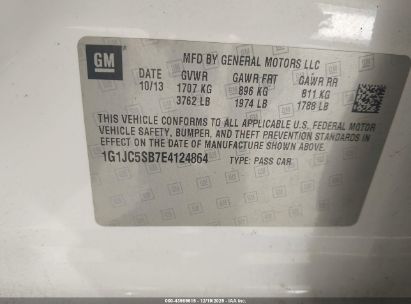 MFD BY GENERAL MOTORS LLC
GM
DATE GVWR GAWR FRT GAWR RR
10/13 1707 KG 896 KG 811 KG
3762 LB 1974 LB 1788 LB
THIS VEHICLE CONFORMS TO ALL APPLICABLE U.S. FEDERAL MOTOR
VEHICLE SAFETY, BUMPER, AND THEFT PREVENTION STANDARDS IN
EFFECT ON THE DATE OF MANUFACTURE SHOWN ABOVE.
1G1JC5SB7E4124864 TYPE: PASS CAR